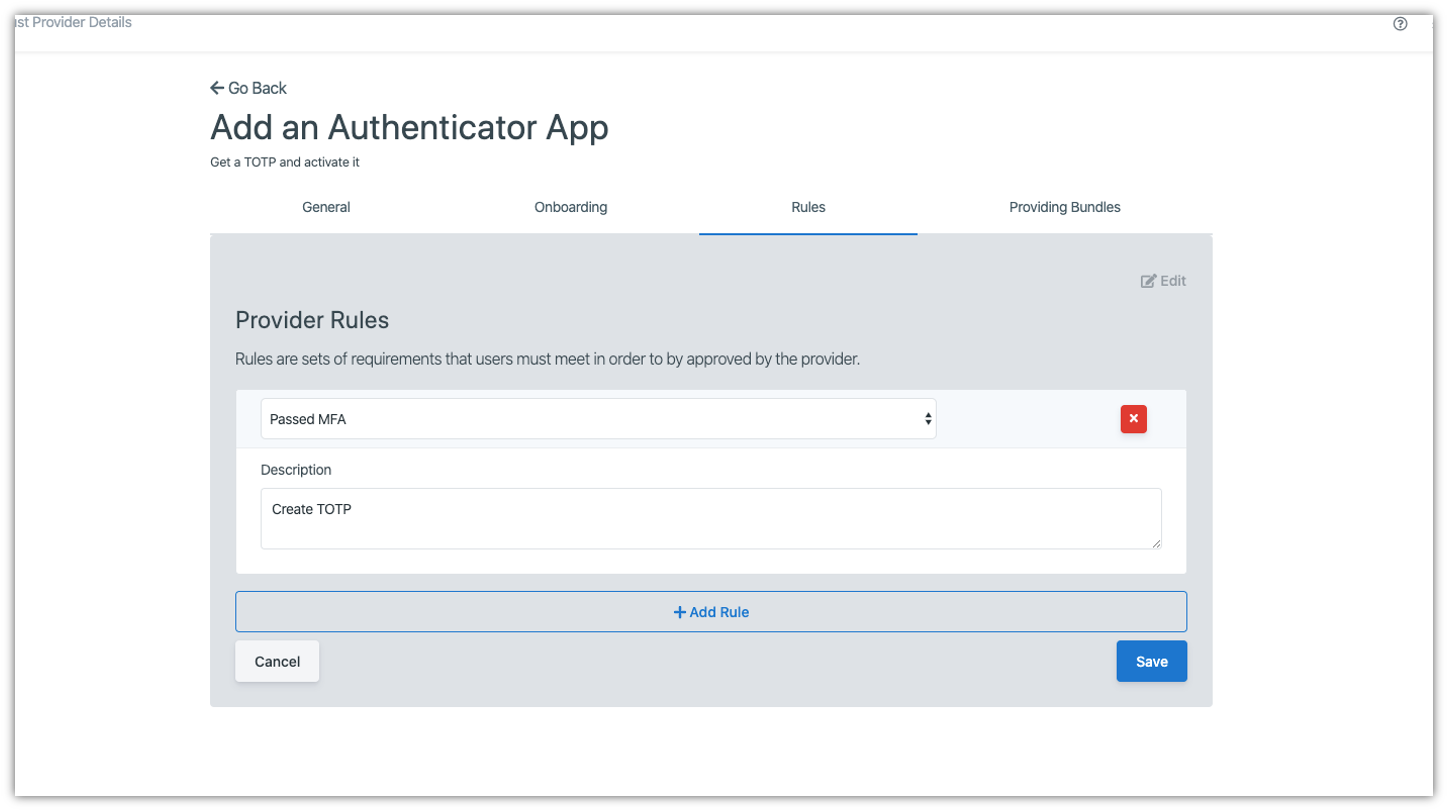 Provider Details
Go Back
Add an Authenticator App
Get a TOTP and activate it
General Onboarding Rules Providing Bundles
Edit
Provider Rules
Rules are sets of requirements that users must meet in order to by approved by the provider.
Passed MFA
Description
Create TOTP
Add Rule
Cancel Save